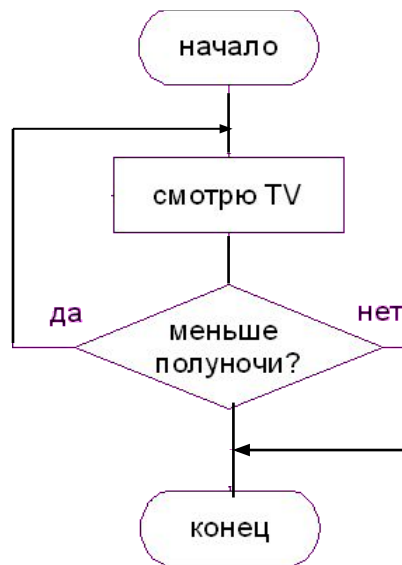 начало
смотрю TV
да
нет
меньше
полуночи?
конец